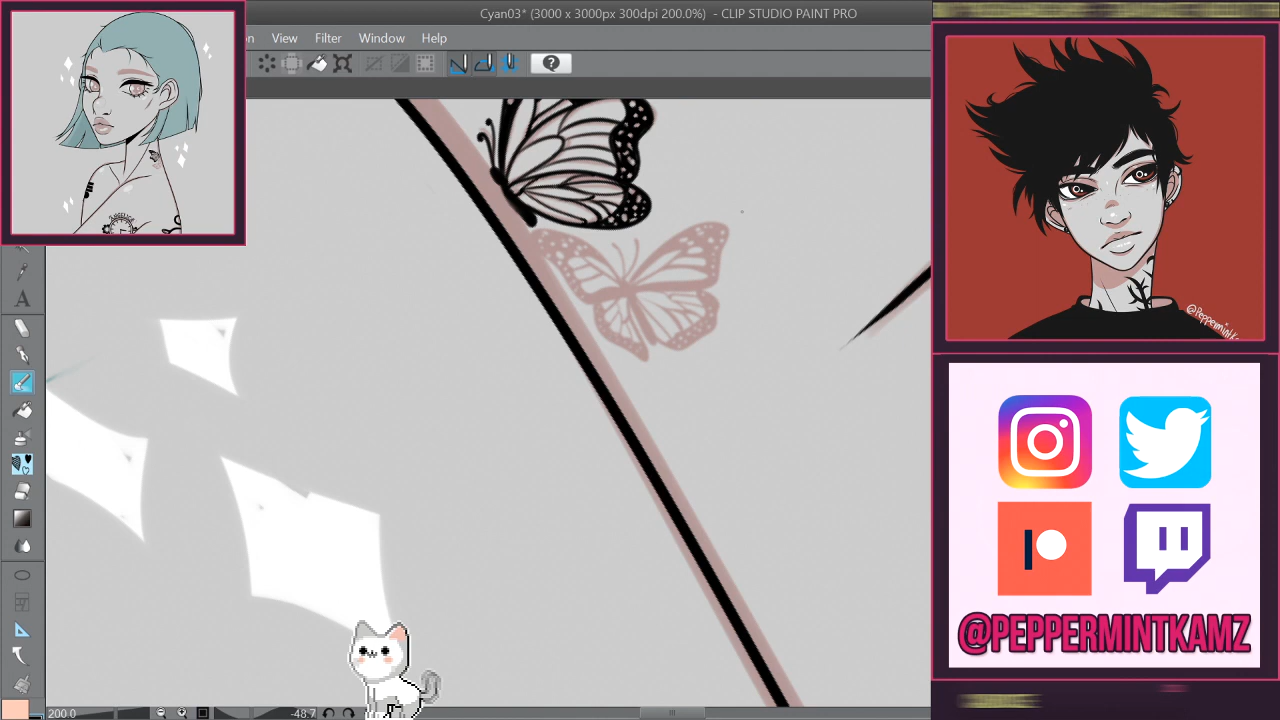 Cyan03* (3000 x 3000px 300dpi 200.0%) - CLIP STUDIO PAINT PRO
on View Filter Window Help
A
@PeppermintK
@PEPPERMINTKAMZ
200.0
-48.7